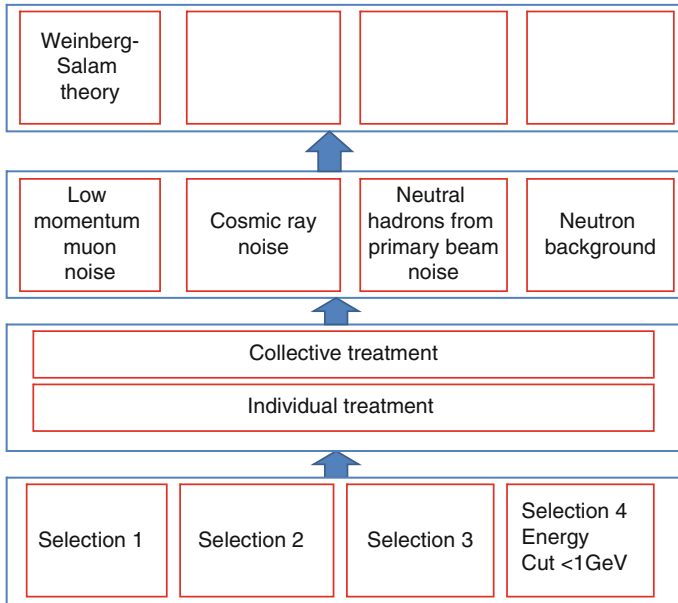 Weinberg-
Salam
theory
Low
momentum
muon
noise
Cosmic ray
noise
Neutral
hadrons from
primary beam
noise
Neutron
background
Collective treatment
Individual treatment
Selection 1
Selection 2
Selection 3
Selection 4
Energy
Cut <1GeV